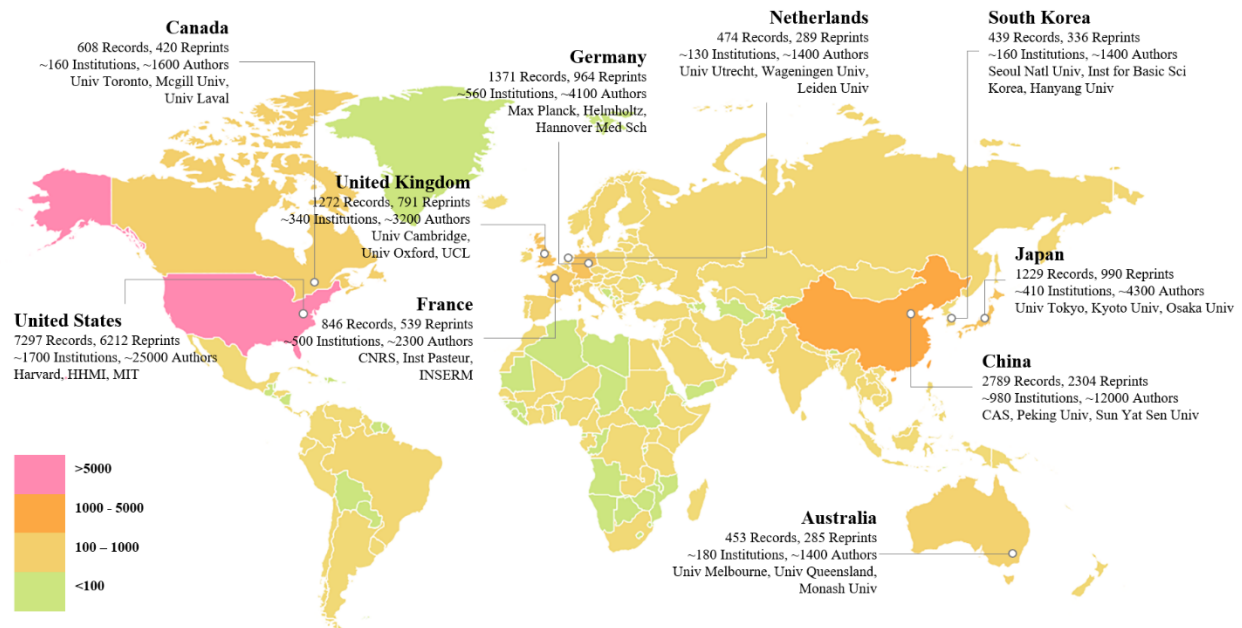 Canada
608 Records, 420 Reprints
~160 Institutions, ~1600 Authors
Univ Toronto, Mcgill Univ,
Univ Laval
Germany
1371 Records, 964 Reprints
~560 Institutions, ~4100 Authors
Max Planck, Helmholtz,
Hannover Med Sch
Netherlands
474 Records, 289 Reprints
~130 Institutions, ~1400 Authors
Univ Utrecht, Wageningen Univ,
Leiden Univ
South Korea
439 Records, 336 Reprints
~160 Institutions, ~1400 Authors
Seoul Natl Univ, Inst for Basic Sci
Korea, Hanyang Univ
United Kingdom
1272 Records, 791 Reprints
~340 Institutions, ~3200 Authors
Univ Cambridge,
Univ Oxford, UCL
Japan
1229 Records, 990 Reprints
~410 Institutions, ~4300 Authors
Univ Tokyo, Kyoto Univ, Osaka Univ
United States
7297 Records, 6212 Reprints
~1700 Institutions, ~25000 Authors
Harvard, HHMI, MIT
France
846 Records, 539 Reprints
~500 Institutions, ~2300 Authors
CNRS, Inst Pasteur,
INSERM
China
2789 Records, 2304 Reprints
~980 Institutions, ~12000 Authors
CAS, Peking Univ, Sun Yat Sen Univ
Australia
453 Records, 285 Reprints
~180 Institutions, ~1400 Authors
Univ Melbourne, Univ Queensland,
Monash Univ
>5000
1000 - 5000
100 – 1000
<100